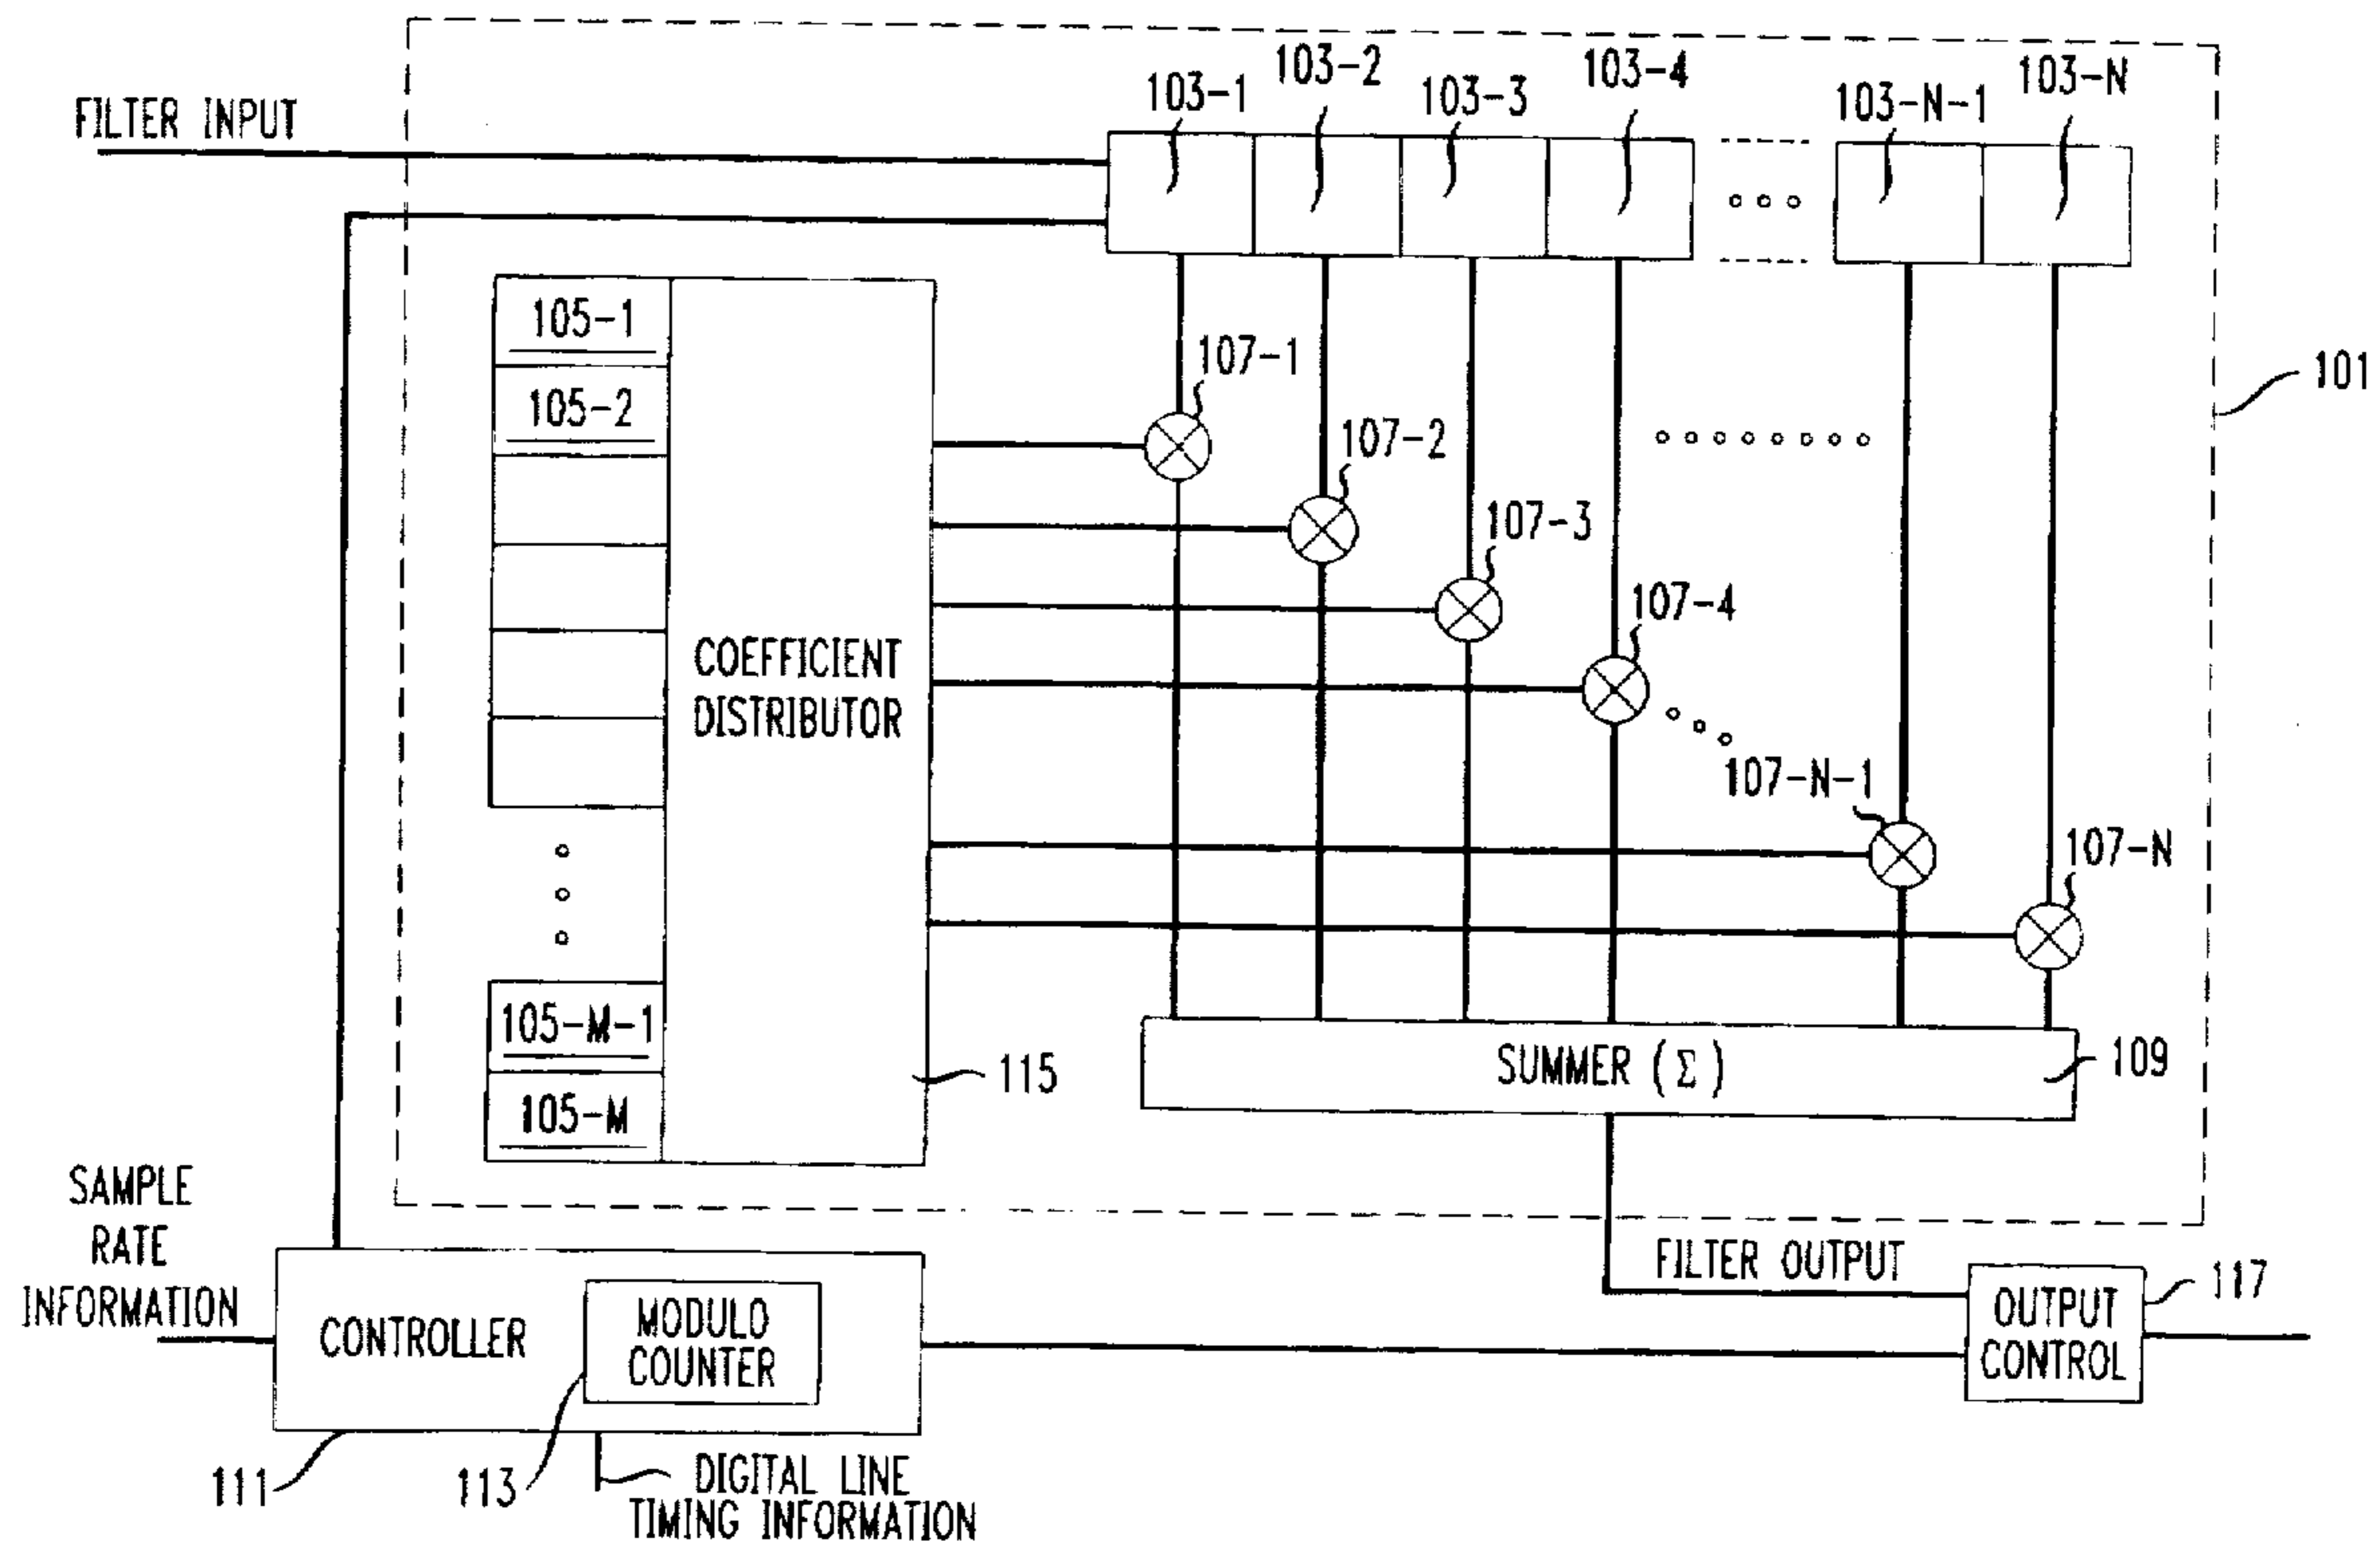 FILTER INPUT
103-1
103-2
103-3
103-4
103-N-1
103-N
101
105-1
105-2
107-1
107-2
107-3
107-4
107-N-1
107-N
COEFFICIENT
DISTRIBUTOR
105-M-1
105-M
115
SUMMER (Σ)
109
SAMPLE
RATE
INFORMATION
CONTROLLER
MODULO
COUNTER
FILTER OUTPUT
OUTPUT
CONTROL
117
111
113
DIGITAL LINE
TIMING INFORMATION